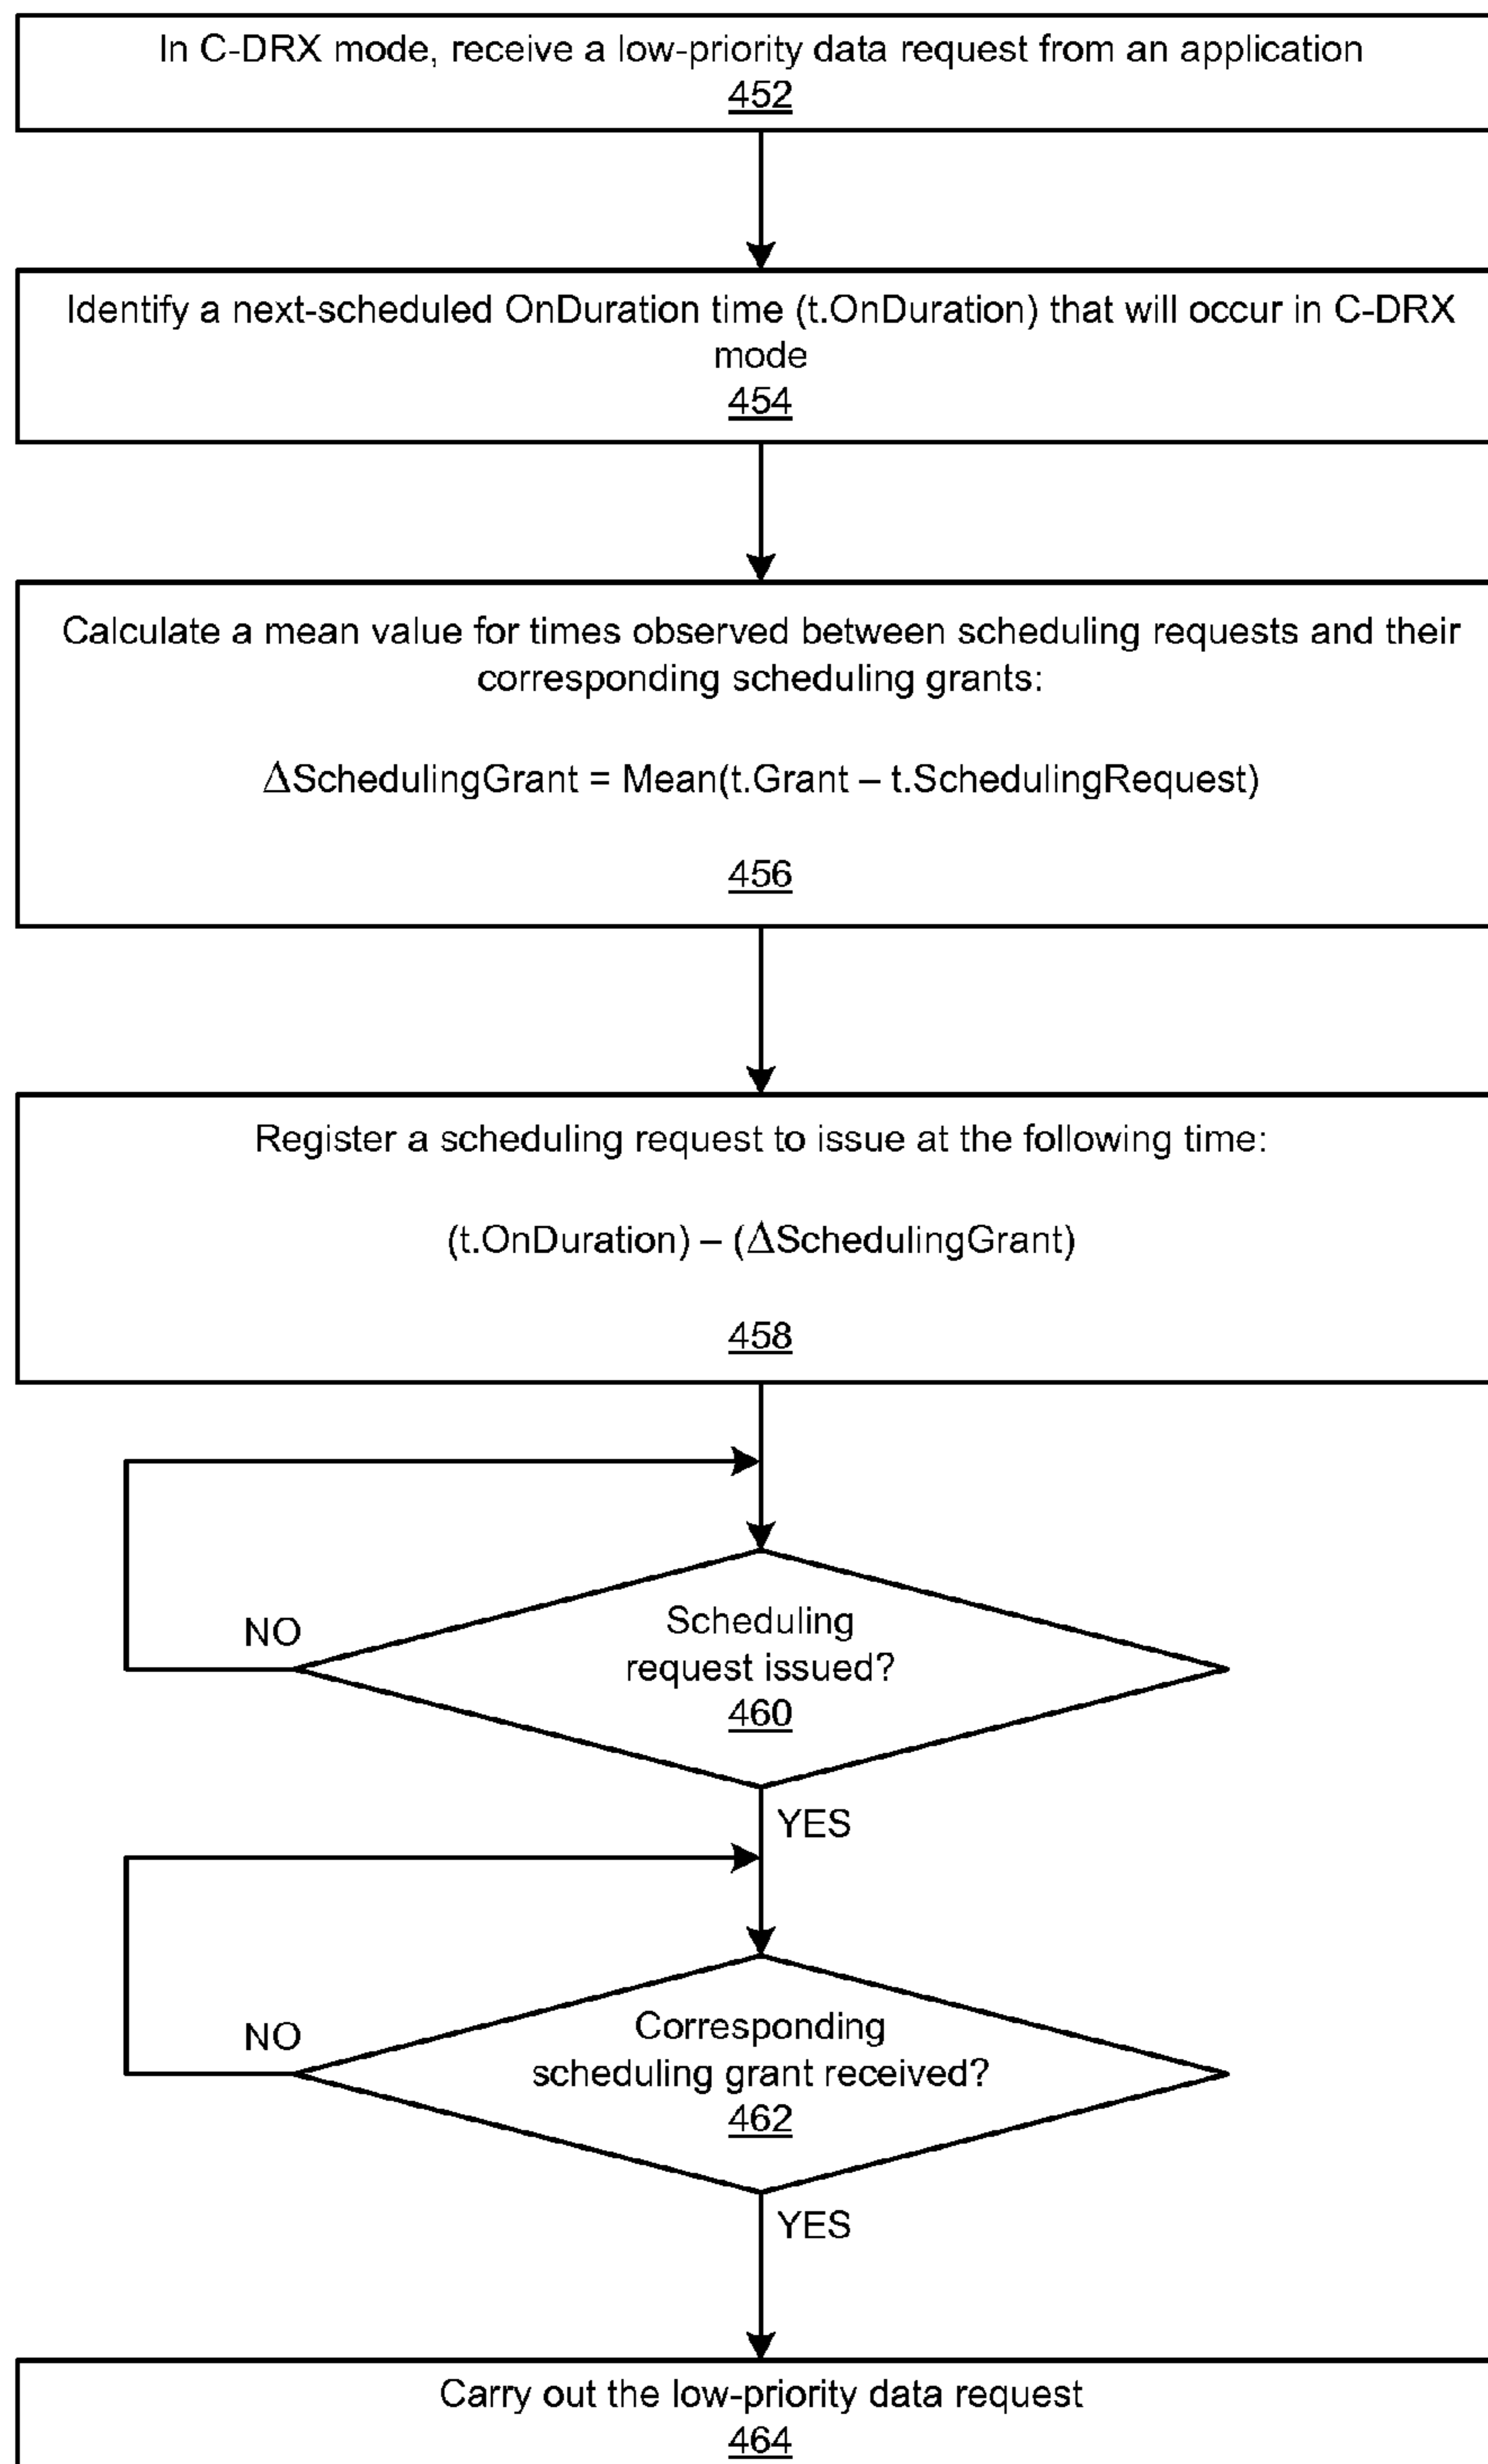 In C-DRX mode, receive a low-priority data request from an application
452
Identify a next-scheduled OnDuration time (t.OnDuration) that will occur in C-DRX
mode
454
Calculate a mean value for times observed between scheduling requests and their
corresponding scheduling grants:
ΔSchedulingGrant = Mean(t.Grant – t.SchedulingRequest)
456
Register a scheduling request to issue at the following time:
(t.OnDuration) – (ΔSchedulingGrant)
458
NO
Scheduling
request issued?
460
YES
NO
Corresponding
scheduling grant received?
462
YES
Carry out the low-priority data request
464